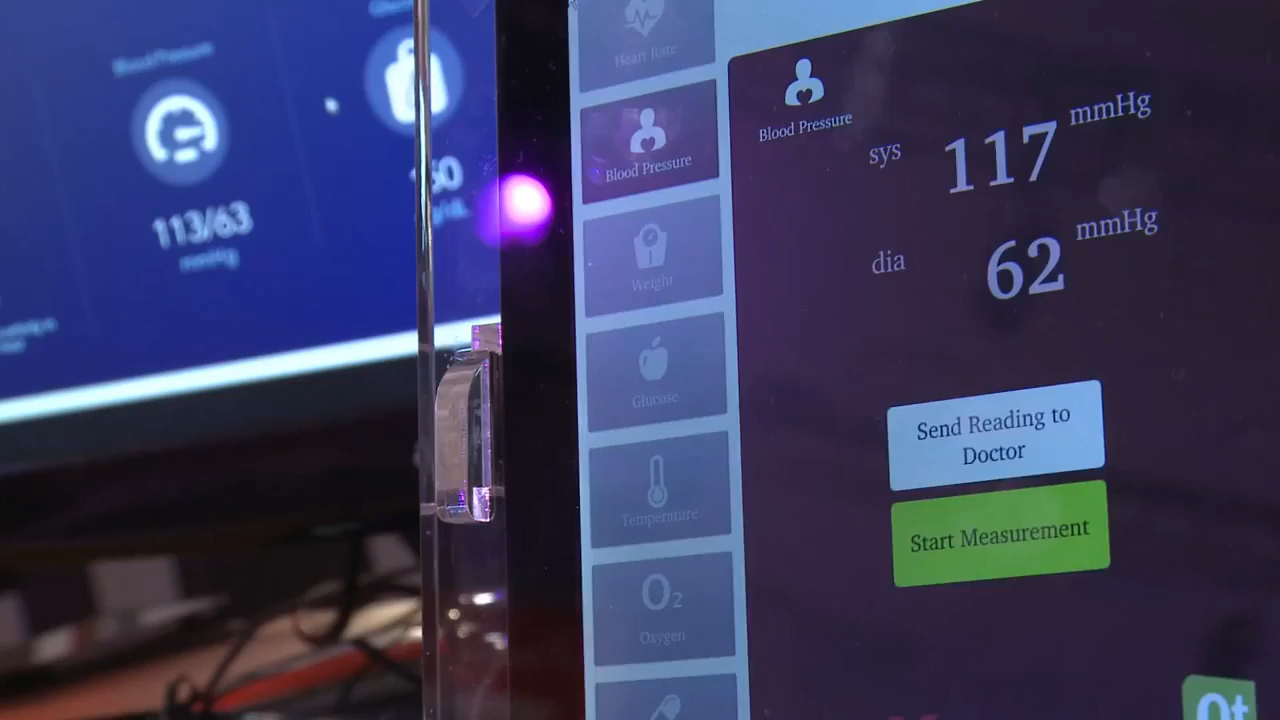 Blood Pressure
113/63
mmHg
Heart Rate
Blood Pressure
Weight
Glucose
Temperature
O2
Oxygen
Blood Pressure
sys
117
mmHg
dia
62
mmHg
Send Reading to
Doctor
Start Measurement
Qt